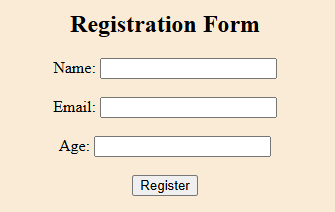 Registration Form
Name:
Email:
Age:
Register